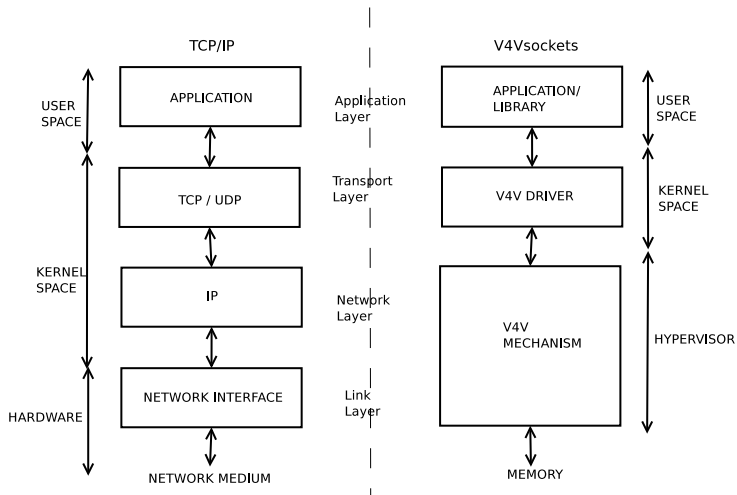 TCP/IP
V4Vsockets
APPLICATION
Application
Layer
APPLICATION/
LIBRARY
USER
SPACE
USER
SPACE
TCP / UDP
Transport
Layer
V4V DRIVER
KERNEL
SPACE
KERNEL
SPACE
IP
Network
Layer
V4V
MECHANISM
HYPERVISOR
NETWORK INTERFACE
Link
Layer
HARDWARE
NETWORK MEDIUM
MEMORY